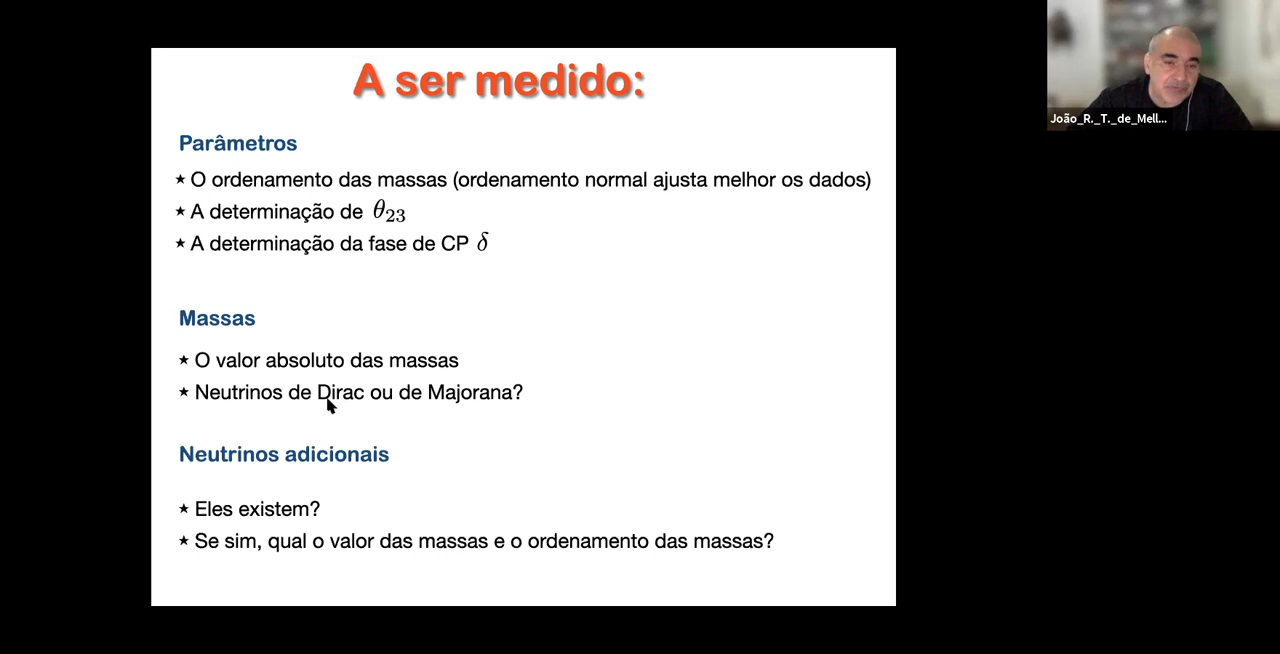 A ser medido:
Parâmetros
★ O ordenamento das massas (ordenamento normal ajusta melhor os dados)
★ A determinação de θ₂₃
★ A determinação da fase de CP δ
Massas
★ O valor absoluto das massas
★ Neutrinos de Dirac ou de Majorana?
Neutrinos adicionais
★ Eles existem?
★ Se sim, qual o valor das massas e o ordenamento das massas?
João_R._T._de_Mell...